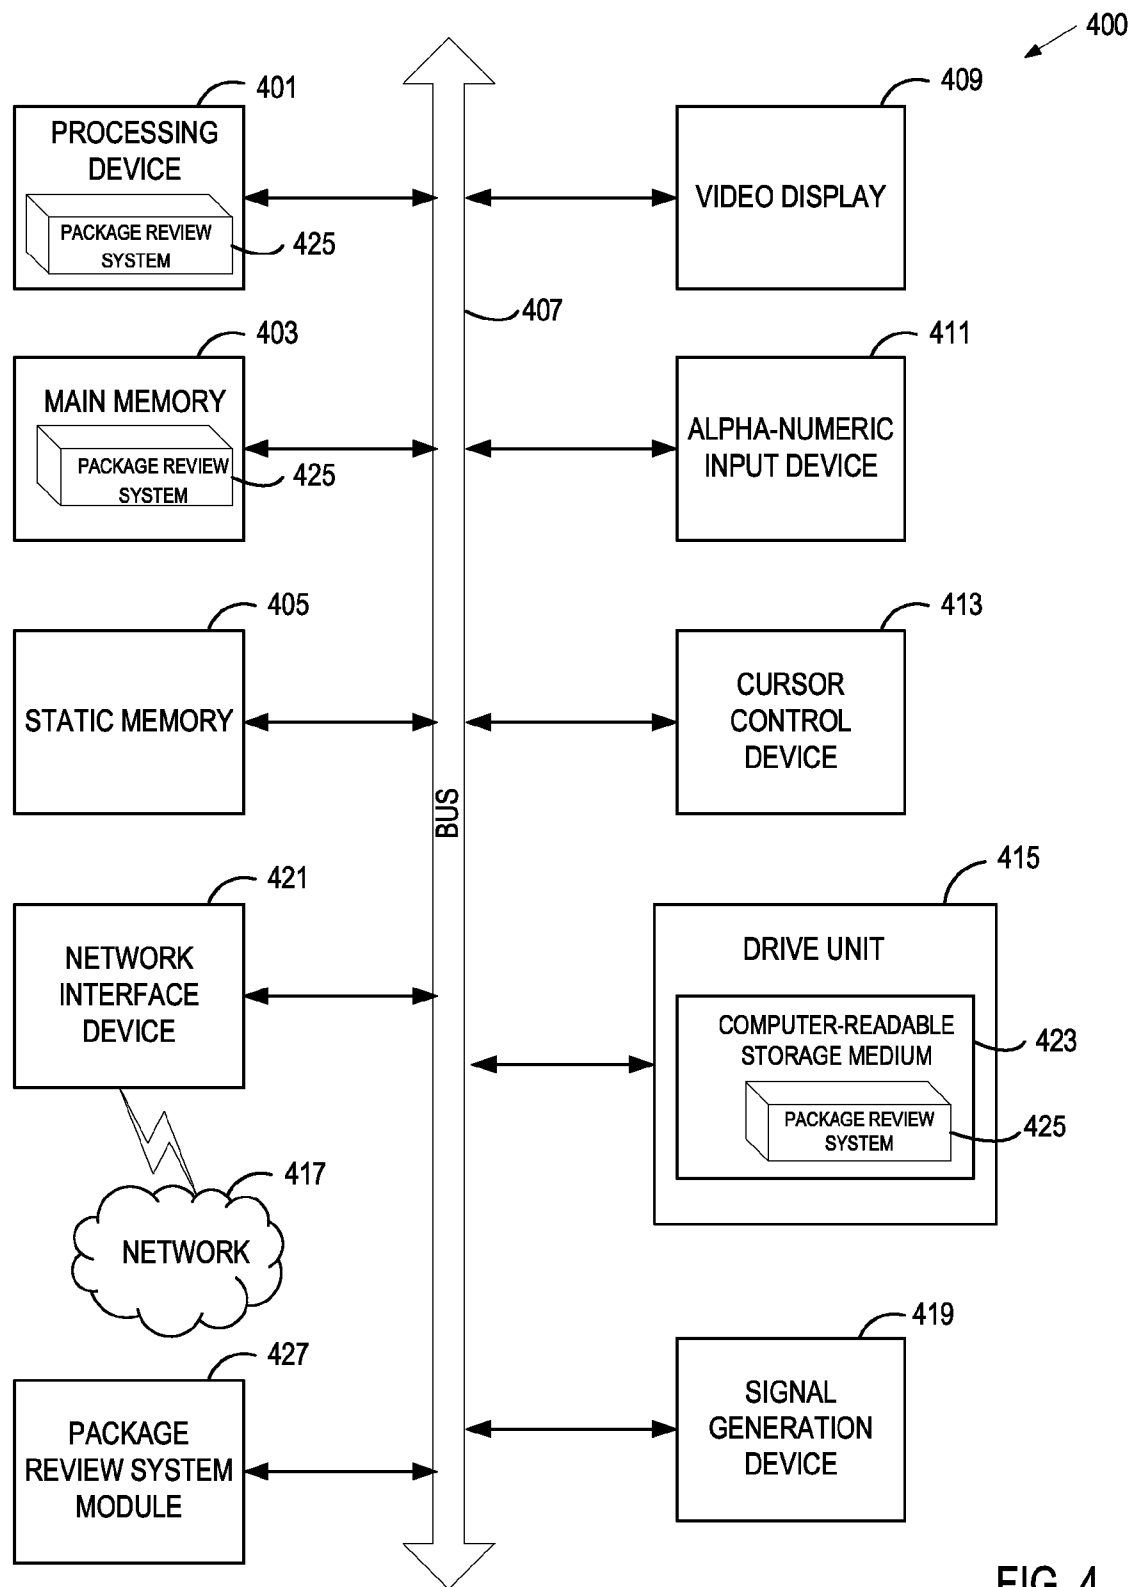 400
401
PROCESSING
DEVICE
PACKAGE REVIEW
SYSTEM
425
409
VIDEO DISPLAY
407
403
MAIN MEMORY
PACKAGE REVIEW
SYSTEM
425
411
ALPHA-NUMERIC
INPUT DEVICE
405
STATIC MEMORY
413
CURSOR
CONTROL
DEVICE
BUS
421
NETWORK
INTERFACE
DEVICE
415
DRIVE UNIT
COMPUTER-READABLE
STORAGE MEDIUM
423
PACKAGE REVIEW
SYSTEM
425
417
NETWORK
427
PACKAGE
REVIEW SYSTEM
MODULE
419
SIGNAL
GENERATION
DEVICE
FIG. 4